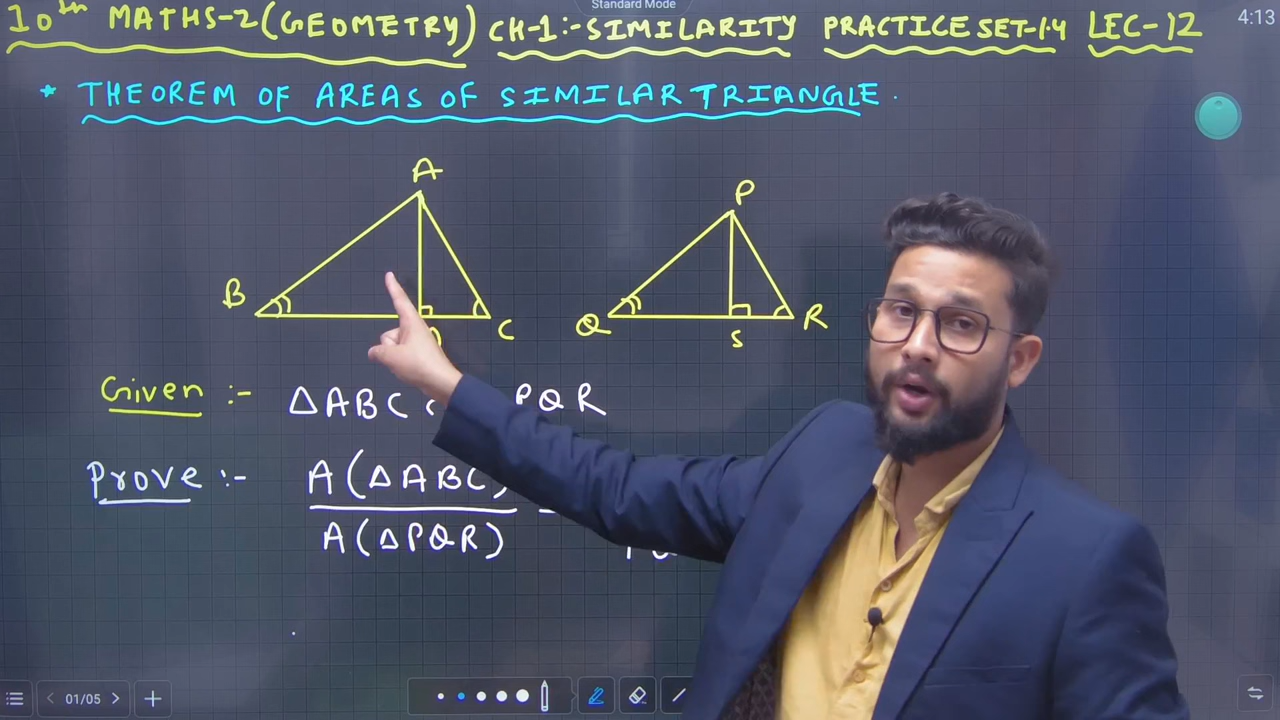 Standard Mode
4:13
10th MATHS-2(GEOMETRY) CH-1:-SIMILARITY PRACTICE SET-1.4 LEC-12
* THEOREM OF AREAS OF SIMILAR TRIANGLE.
A P
B C Q S R
Given :- ΔABC PQR
Prove :- A(ΔABC)
A(ΔPQR)
01/05